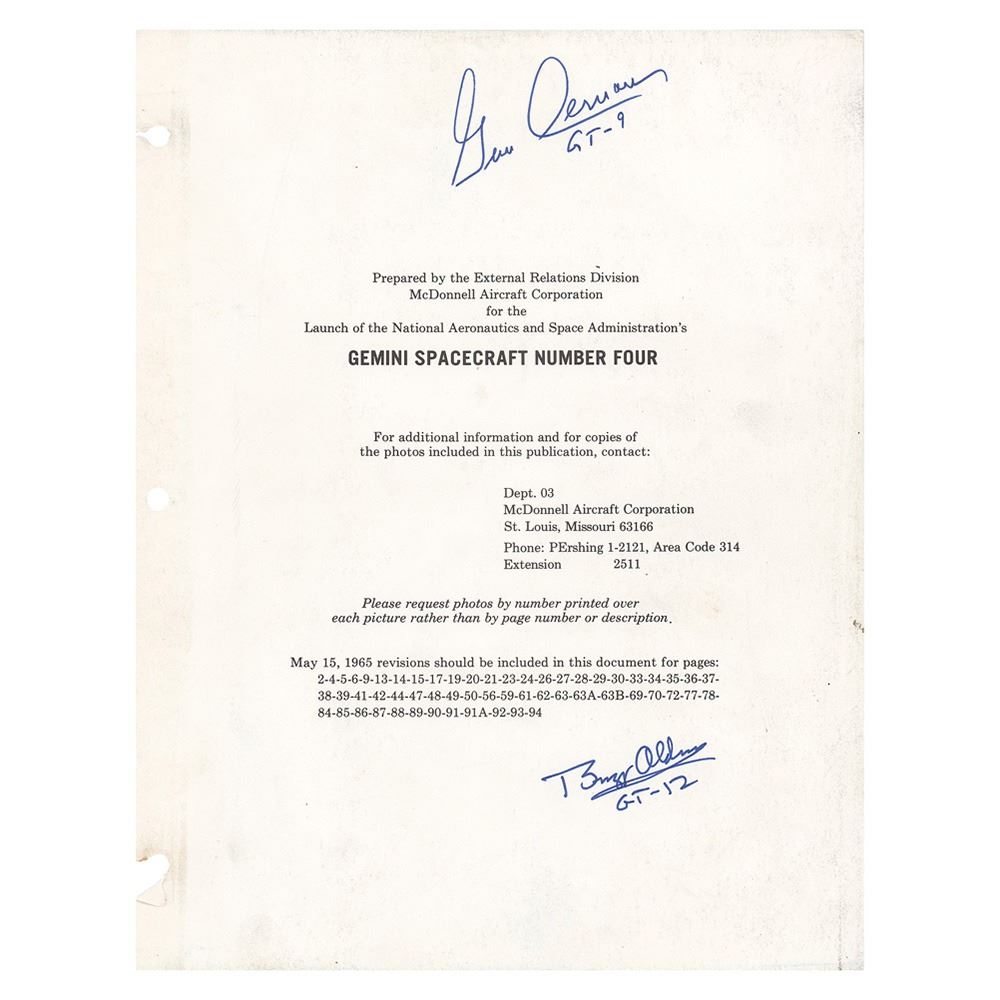 Gene Cernan
GT-9
Prepared by the External Relations Division
McDonnell Aircraft Corporation
for the
Launch of the National Aeronautics and Space Administration's
GEMINI SPACECRAFT NUMBER FOUR
For additional information and for copies of
the photos included in this publication, contact:
Dept. 03
McDonnell Aircraft Corporation
St. Louis, Missouri 63166
Phone: PErshing 1-2121, Area Code 314
Extension 2511
Please request photos by number printed over
each picture rather than by page number or description.
May 15, 1965 revisions should be included in this document for pages:
2-4-5-6-9-13-14-15-17-19-20-21-23-24-26-27-28-29-30-33-34-35-36-37-
38-39-41-42-44-47-48-49-50-56-59-61-62-63-63A-63B-69-70-72-77-78-
84-85-86-87-88-89-90-91-91A-92-93-94
Buzz Aldrin
GT-12